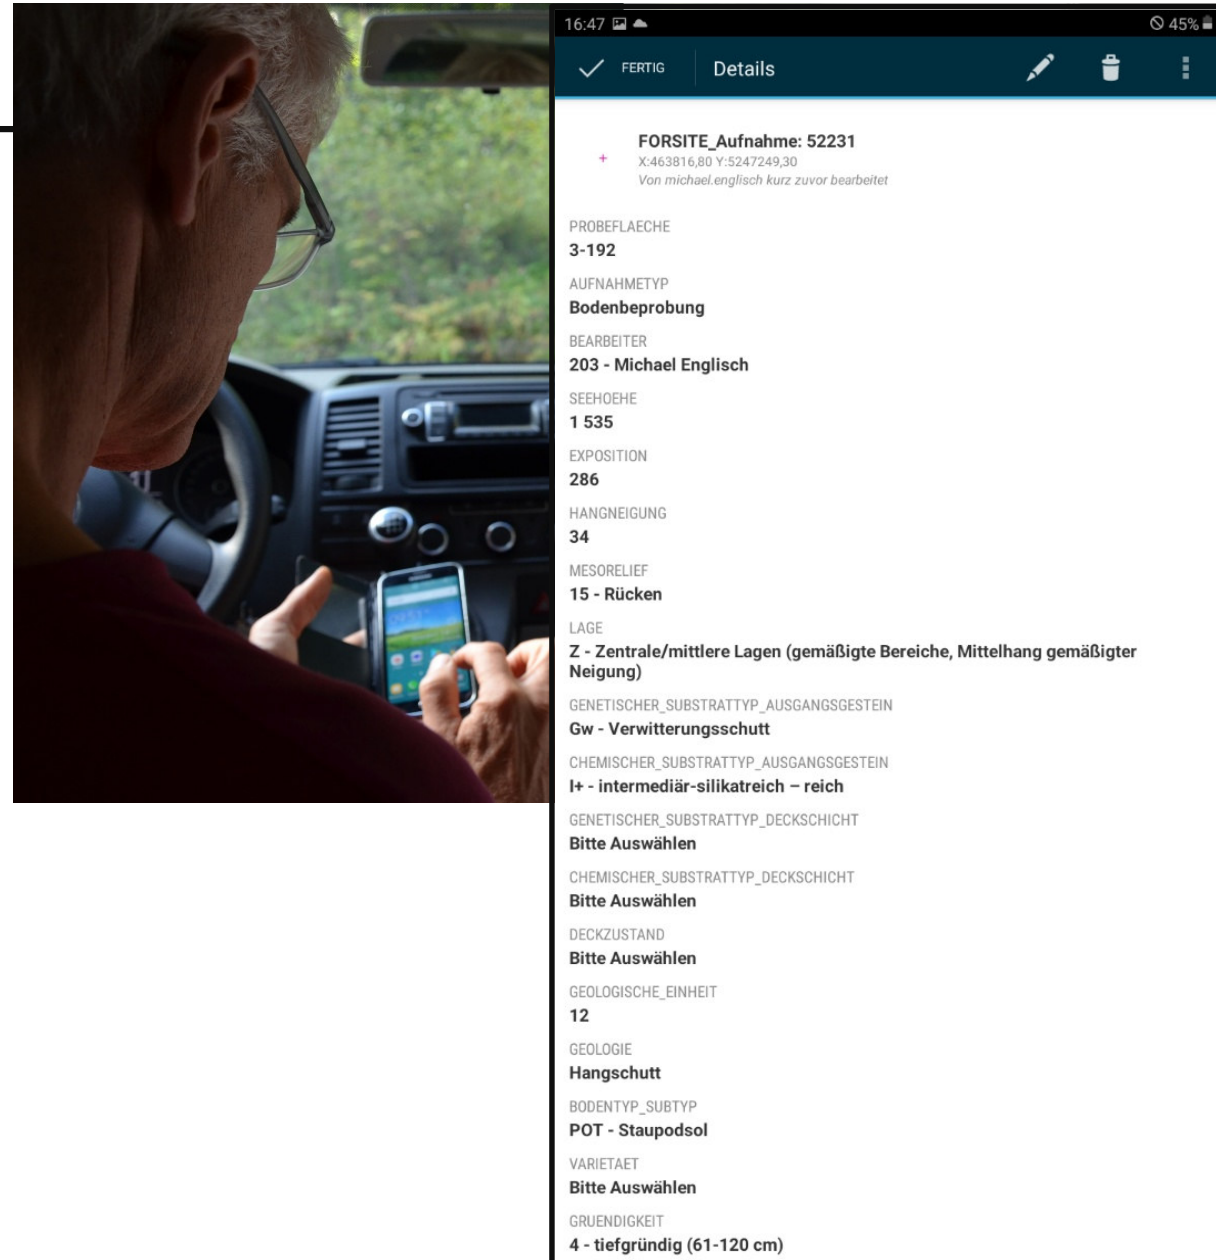 16:47
45%
FERTIG
Details
FORSITE_Aufnahme: 52231
X:463816,80 Y:5247249,30
Von michael.englisch kurz zuvor bearbeitet
PROBEFLAECHE
3-192
AUFNAHMETYP
Bodenbeprobung
BEARBEITER
203 - Michael Englisch
SEEHOEHE
1 535
EXPOSITION
286
HANGNEIGUNG
34
MESORELIEF
15 - Rücken
LAGE
Z - Zentrale/mittlere Lagen (gemäßigte Bereiche, Mittelhang gemäßigter
Neigung)
GENETISCHER_SUBSTRATTYP_AUSGANGSGESTEIN
Gw - Verwitterungsschutt
CHEMISCHER_SUBSTRATTYP_AUSGANGSGESTEIN
I+ - intermediär-silikatreich – reich
GENETISCHER_SUBSTRATTYP_DECKSCHICHT
Bitte Auswählen
CHEMISCHER_SUBSTRATTYP_DECKSCHICHT
Bitte Auswählen
DECKZUSTAND
Bitte Auswählen
GEOLOGISCHE_EINHEIT
12
GEOLOGIE
Hangschutt
BODENTYP_SUBTYP
POT - Staupodsol
VARIETAET
Bitte Auswählen
GRUENDIGKEIT
4 - tiefgründig (61-120 cm)